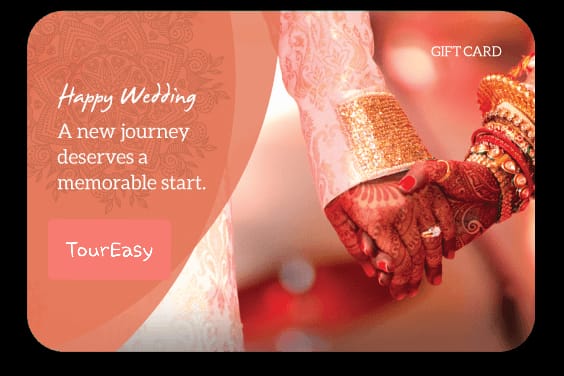 GIFT CARD
Happy Wedding
A new journey
deserves a
memorable start.
TourEasy